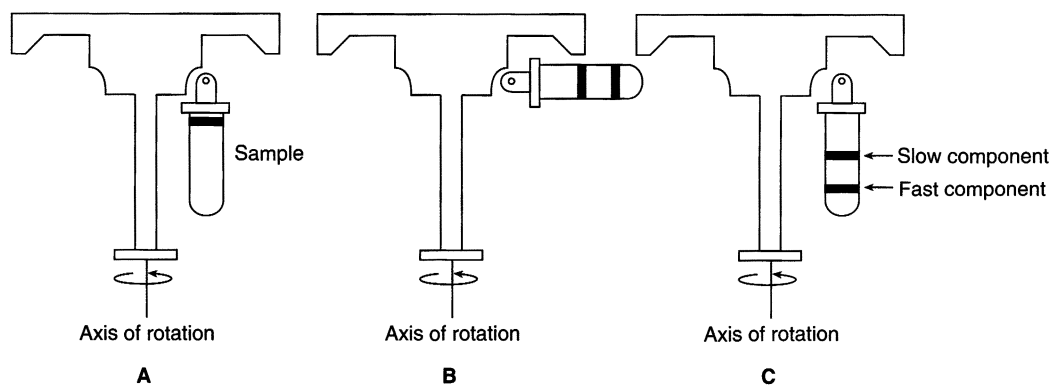 Sample
Slow component
Fast component
Axis of rotation
Axis of rotation
Axis of rotation
A
B
C